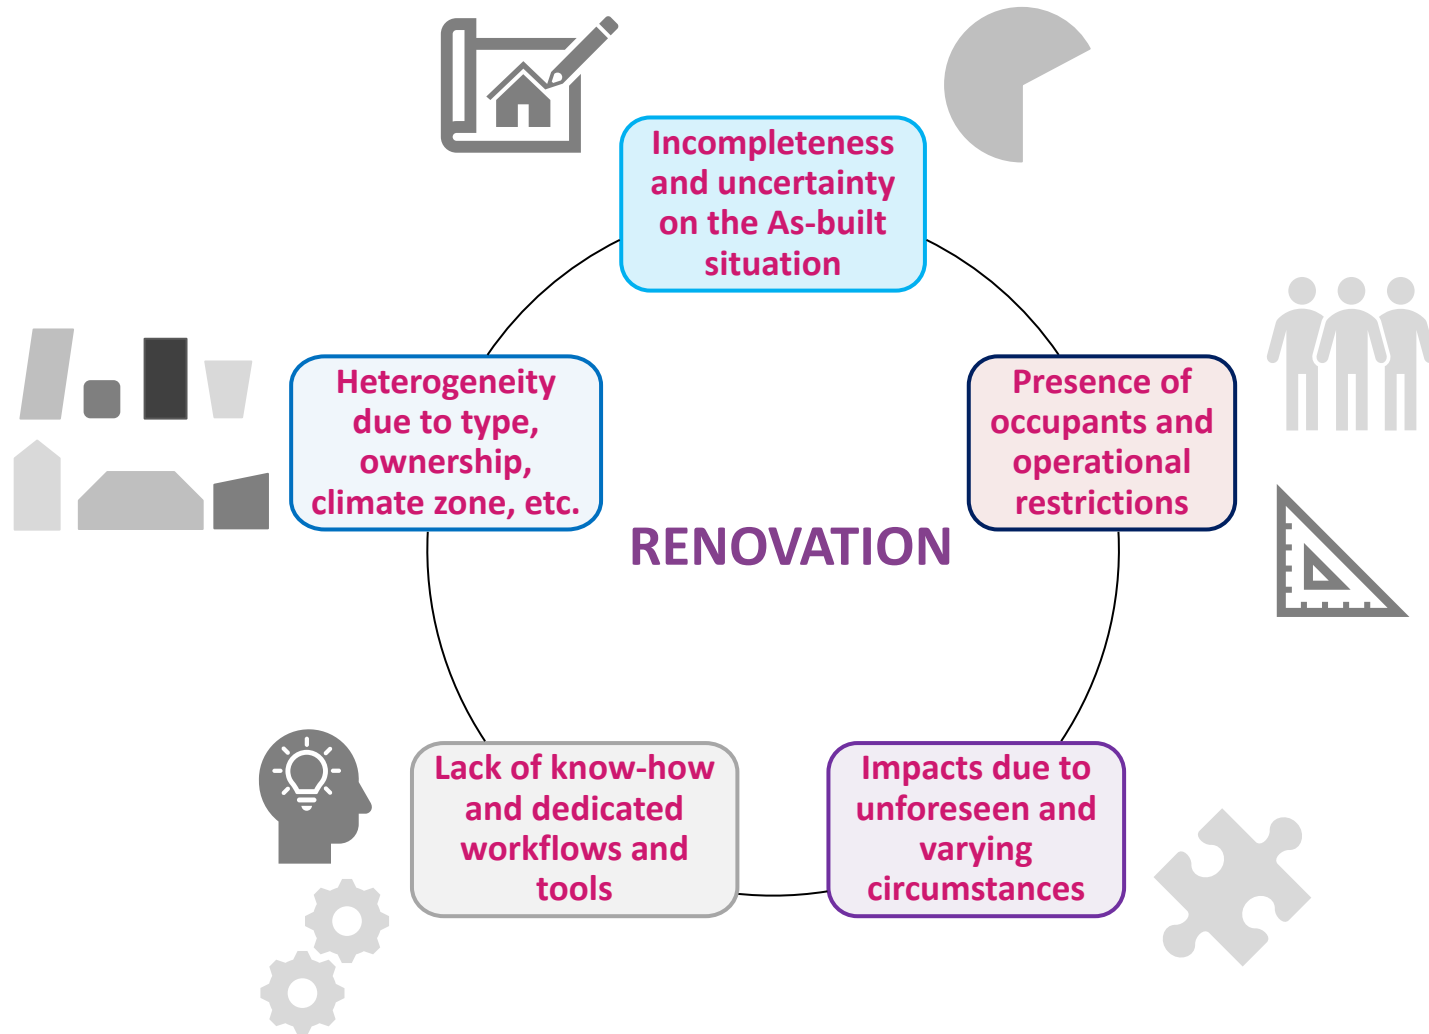 Incompleteness
and uncertainty
on the As-built
situation
Presence of
occupants and
operational
restrictions
Impacts due to
unforeseen and
varying
circumstances
Lack of know-how
and dedicated
workflows and
tools
Heterogeneity
due to type,
ownership,
climate zone, etc.
RENOVATION